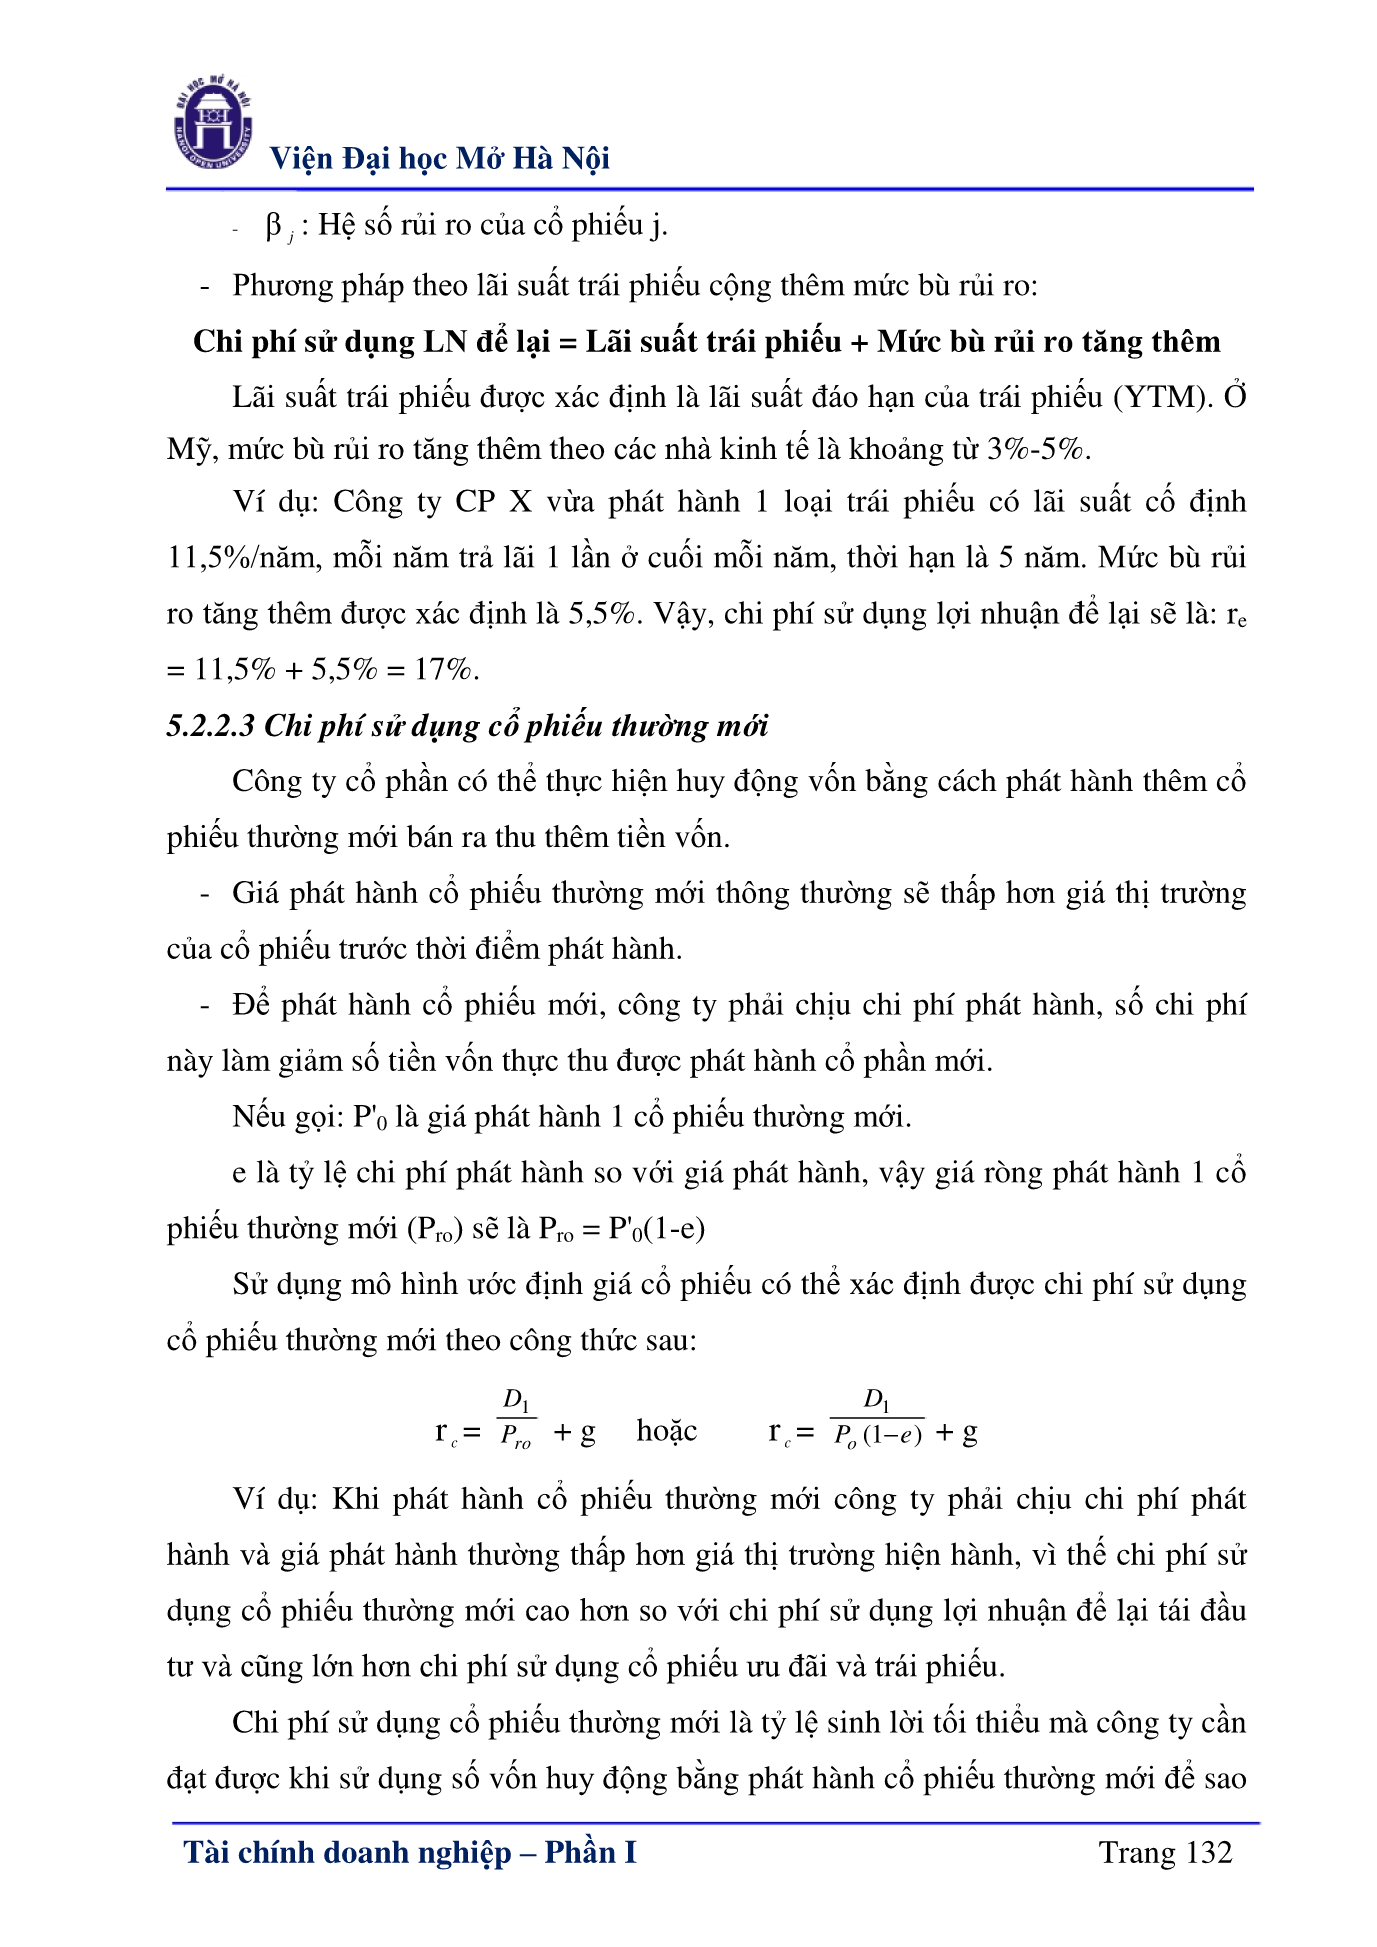 ĐẠI HỌC MỞ HÀ NỘI
HANOI OPEN UNIVERSITY
Viện Đại học Mở Hà Nội
- β j : Hệ số rủi ro của cổ phiếu j.
- Phương pháp theo lãi suất trái phiếu cộng thêm mức bù rủi ro:
Chi phí sử dụng LN để lại = Lãi suất trái phiếu + Mức bù rủi ro tăng thêm
Lãi suất trái phiếu được xác định là lãi suất đáo hạn của trái phiếu (YTM). Ở
Mỹ, mức bù rủi ro tăng thêm theo các nhà kinh tế là khoảng từ 3%-5%.
Ví dụ: Công ty CP X vừa phát hành 1 loại trái phiếu có lãi suất cố định
11,5%/năm, mỗi năm trả lãi 1 lần ở cuối mỗi năm, thời hạn là 5 năm. Mức bù rủi
ro tăng thêm được xác định là 5,5%. Vậy, chi phí sử dụng lợi nhuận để lại sẽ là: re
= 11,5% + 5,5% = 17%.
5.2.2.3 Chi phí sử dụng cổ phiếu thường mới
Công ty cổ phần có thể thực hiện huy động vốn bằng cách phát hành thêm cổ
phiếu thường mới bán ra thu thêm tiền vốn.
- Giá phát hành cổ phiếu thường mới thông thường sẽ thấp hơn giá thị trường
của cổ phiếu trước thời điểm phát hành.
- Để phát hành cổ phiếu mới, công ty phải chịu chi phí phát hành, số chi phí
này làm giảm số tiền vốn thực thu được phát hành cổ phần mới.
Nếu gọi: P'0 là giá phát hành 1 cổ phiếu thường mới.
e là tỷ lệ chi phí phát hành so với giá phát hành, vậy giá ròng phát hành 1 cổ
phiếu thường mới (Pro) sẽ là Pro = P'0(1-e)
Sử dụng mô hình ước định giá cổ phiếu có thể xác định được chi phí sử dụng
cổ phiếu thường mới theo công thức sau:
r c = D1 / Pro + g hoặc r c = D1 / Po (1−e) + g
Ví dụ: Khi phát hành cổ phiếu thường mới công ty phải chịu chi phí phát
hành và giá phát hành thường thấp hơn giá thị trường hiện hành, vì thế chi phí sử
dụng cổ phiếu thường mới cao hơn so với chi phí sử dụng lợi nhuận để lại tái đầu
tư và cũng lớn hơn chi phí sử dụng cổ phiếu ưu đãi và trái phiếu.
Chi phí sử dụng cổ phiếu thường mới là tỷ lệ sinh lời tối thiểu mà công ty cần
đạt được khi sử dụng số vốn huy động bằng phát hành cổ phiếu thường mới để sao
Tài chính doanh nghiệp – Phần I Trang 132